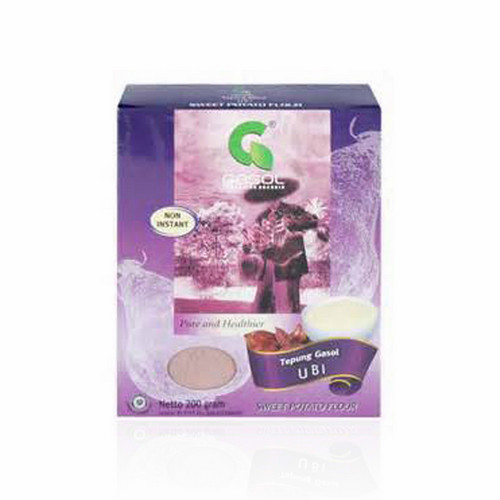 SWEET POTATO FLOUR
®
GASOL
NON
INSTANT
Pure and Healthier
Tepung Gasol
UBI
Netto 200 gram
SWEET POTATO FLOUR